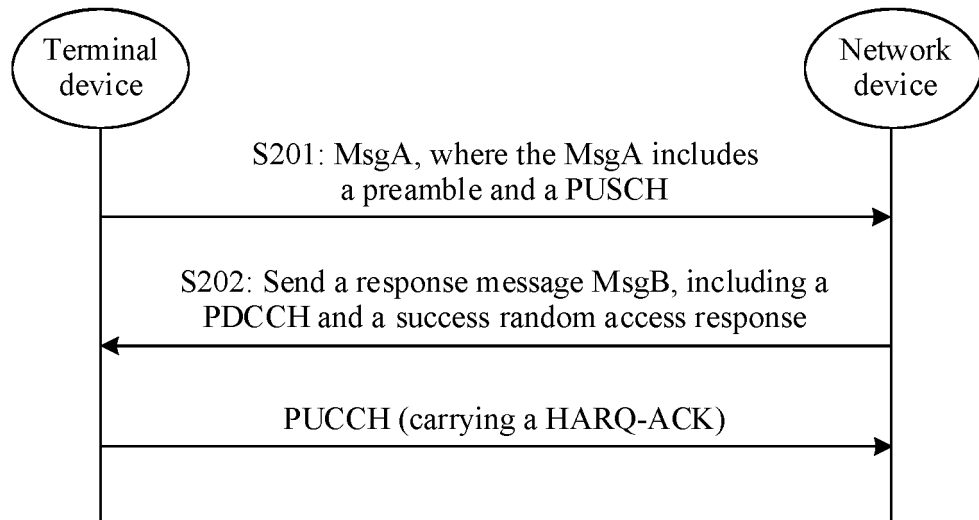 Terminal
device
Network
device
S201: MsgA, where the MsgA includes
a preamble and a PUSCH
S202: Send a response message MsgB, including a
PDCCH and a success random access response
PUCCH (carrying a HARQ-ACK)